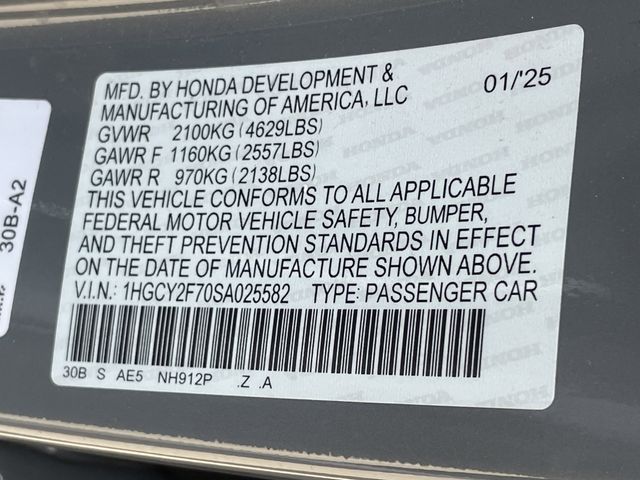 MFD. BY HONDA DEVELOPMENT &
MANUFACTURING OF AMERICA, LLC
01/'25
GVWR 2100KG (4629LBS)
GAWR F 1160KG (2557LBS)
GAWR R 970KG (2138LBS)
THIS VEHICLE CONFORMS TO ALL APPLICABLE
FEDERAL MOTOR VEHICLE SAFETY, BUMPER,
AND THEFT PREVENTION STANDARDS IN EFFECT
ON THE DATE OF MANUFACTURE SHOWN ABOVE.
V.I.N.: 1HGCY2F70SA025582 TYPE: PASSENGER CAR
30B S AE5 NH912P .Z .A
30B-A2